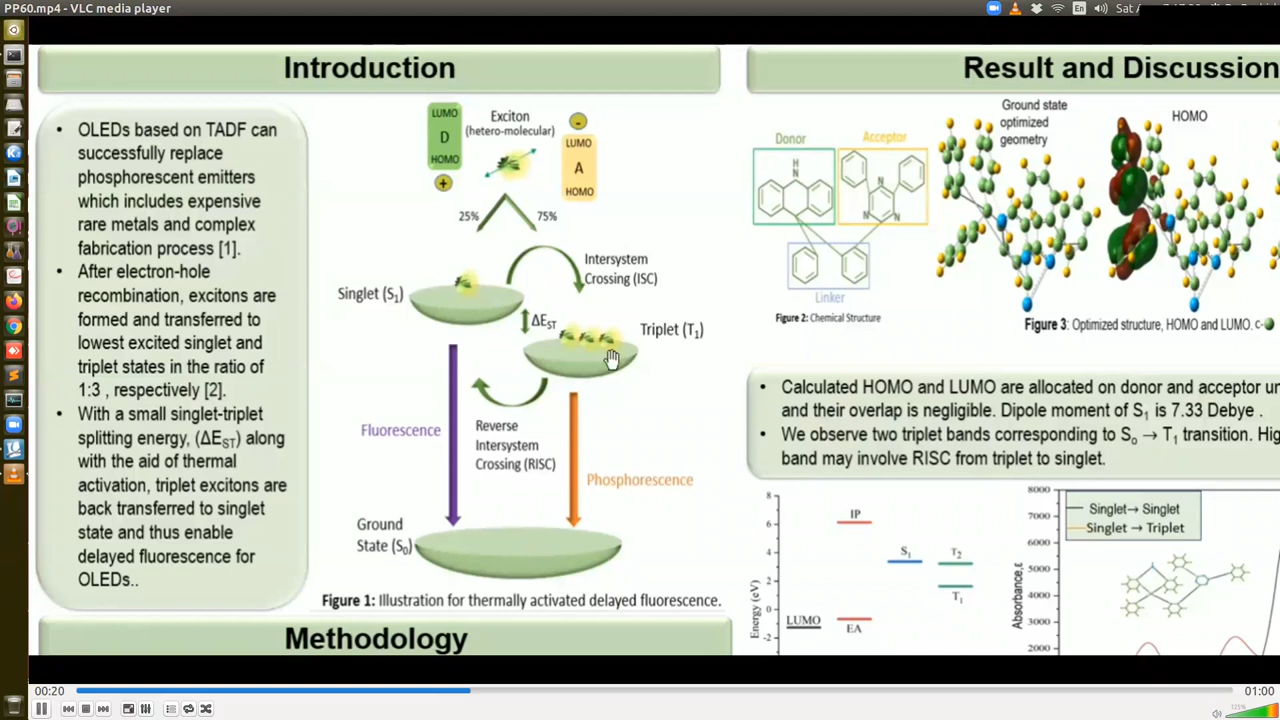 PP60.mp4 - VLC media player
En
Sat
Introduction
• OLEDs based on TADF can
successfully replace
phosphorescent emitters
which includes expensive
rare metals and complex
fabrication process [1].
• After electron-hole
recombination, excitons are
formed and transferred to
lowest excited singlet and
triplet states in the ratio of
1:3 , respectively [2].
• With a small singlet-triplet
splitting energy, (ΔE_ST) along
with the aid of thermal
activation, triplet excitons are
back transferred to singlet
state and thus enable
delayed fluorescence for
OLEDs..
LUMO
D
HOMO
+
Exciton
(hetero-molecular)
-
LUMO
A
HOMO
25%
75%
Intersystem
Crossing (ISC)
Singlet (S₁)
ΔE_ST
Triplet (T₁)
Fluorescence
Reverse
Intersystem
Crossing (RISC)
Phosphorescence
Ground
State (S₀)
Figure 1: Illustration for thermally activated delayed fluorescence.
Methodology
Result and Discussion
Donor
Acceptor
H
N
N
N
N
Linker
Figure 2: Chemical Structure
Ground state
optimized
geometry
HOMO
Figure 3: Optimized structure, HOMO and LUMO. c-
• Calculated HOMO and LUMO are allocated on donor and acceptor
and their overlap is negligible. Dipole moment of S₁ is 7.33 Debye .
• We observe two triplet bands corresponding to S₀ → T₁ transition.
band may involve RISC from triplet to singlet.
Energy (eV)
8
6
4
2
0
-2
IP
S₁
T₂
T₁
LUMO
EA
Absorbance,ε
8000
7000
6000
5000
4000
3000
2000
Singlet→ Singlet
Singlet → Triplet
00:20
01:00
125%